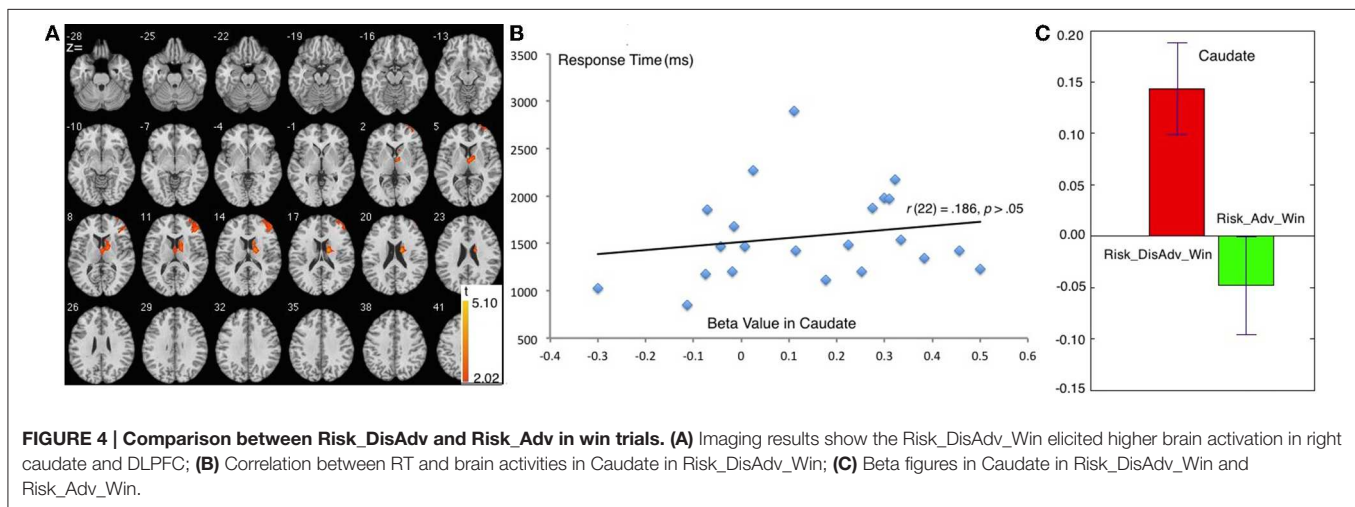 A
-28 -25 -22 -19 -16 -13
Z=
-10 -7 -4 -1 2 5
8 11 14 17 20 23
26 29 32 35 38 41
t
5.10
2.02
B
Response Time (ms)
3500
3000
2500
2000
1500
1000
500
r (22) = .186, p > .05
Beta Value in Caudate
-0.4 -0.3 -0.2 -0.1 0 0.1 0.2 0.3 0.4 0.5 0.6
C
Caudate
0.20
0.15
0.10
0.05
0.00
-0.05
-0.10
-0.15
Risk_Adv_Win
Risk_DisAdv_Win
FIGURE 4 | Comparison between Risk_DisAdv and Risk_Adv in win trials. (A) Imaging results show the Risk_DisAdv_Win elicited higher brain activation in right
caudate and DLPFC; (B) Correlation between RT and brain activities in Caudate in Risk_DisAdv_Win; (C) Beta figures in Caudate in Risk_DisAdv_Win and
Risk_Adv_Win.